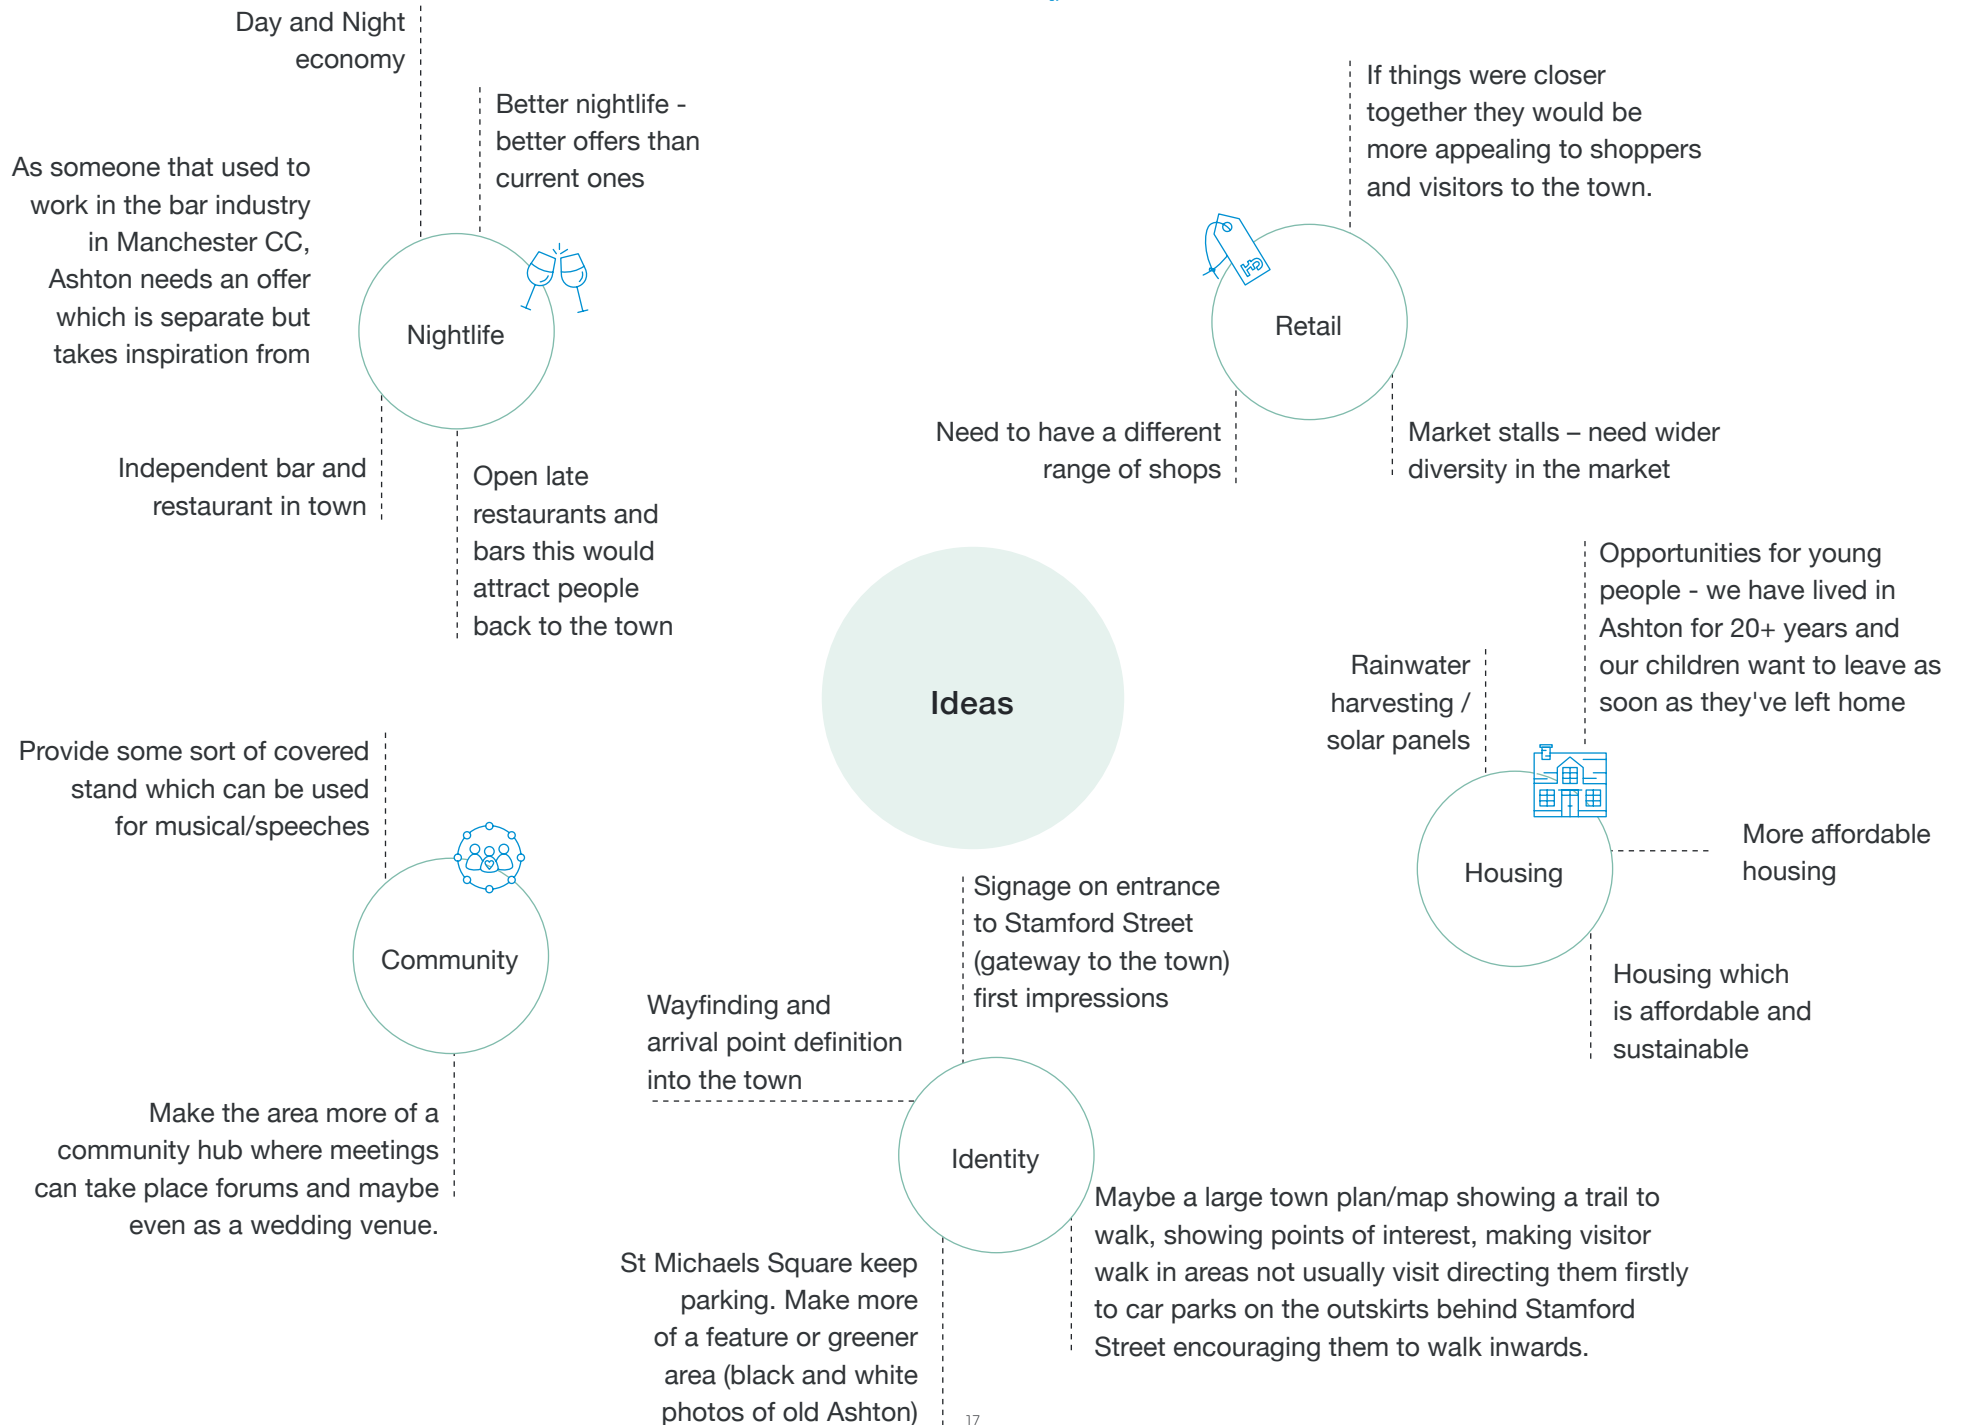 Day and Night
economy
Better nightlife -
better offers than
current ones
As someone that used to
work in the bar industry
in Manchester CC,
Ashton needs an offer
which is separate but
takes inspiration from
Nightlife
Independent bar and
restaurant in town
Open late
restaurants and
bars this would
attract people
back to the town
If things were closer
together they would be
more appealing to shoppers
and visitors to the town.
Retail
Need to have a different
range of shops
Market stalls – need wider
diversity in the market
Ideas
Opportunities for young
people - we have lived in
Ashton for 20+ years and
our children want to leave as
soon as they've left home
Rainwater
harvesting /
solar panels
Housing
More affordable
housing
Housing which
is affordable and
sustainable
Provide some sort of covered
stand which can be used
for musical/speeches
Community
Make the area more of a
community hub where meetings
can take place forums and maybe
even as a wedding venue.
Signage on entrance
to Stamford Street
(gateway to the town)
first impressions
Wayfinding and
arrival point definition
into the town
Identity
Maybe a large town plan/map showing a trail to
walk, showing points of interest, making visitor
walk in areas not usually visit directing them firstly
to car parks on the outskirts behind Stamford
Street encouraging them to walk inwards.
St Michaels Square keep
parking. Make more
of a feature or greener
area (black and white
photos of old Ashton)
17